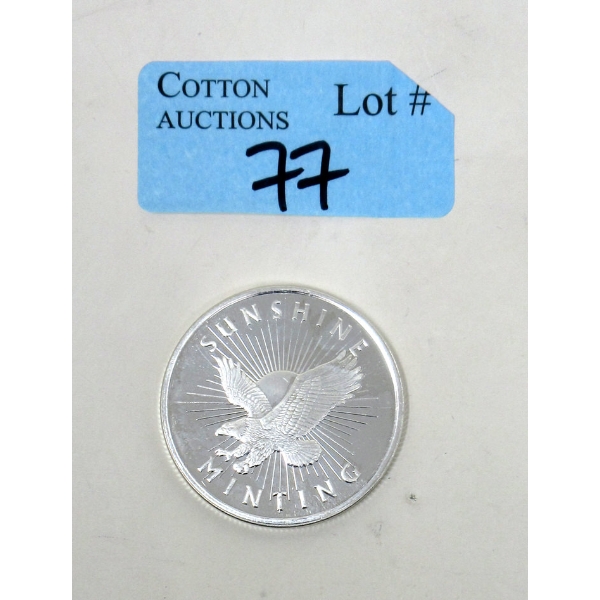 COTTON
AUCTIONS
Lot #
77
SUNSHINE
MINTING